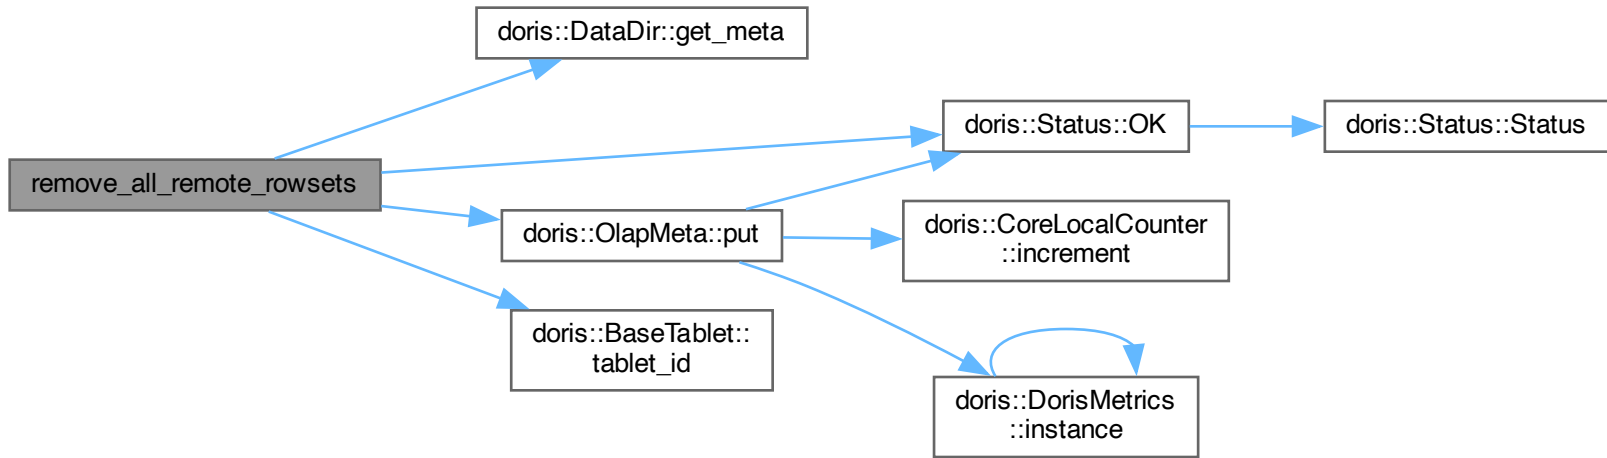 doris::DataDir::get_meta
doris::Status::OK
doris::Status::Status
remove_all_remote_rowsets
doris::OlapMeta::put
doris::CoreLocalCounter
::increment
doris::BaseTablet::
tablet_id
doris::DorisMetrics
::instance